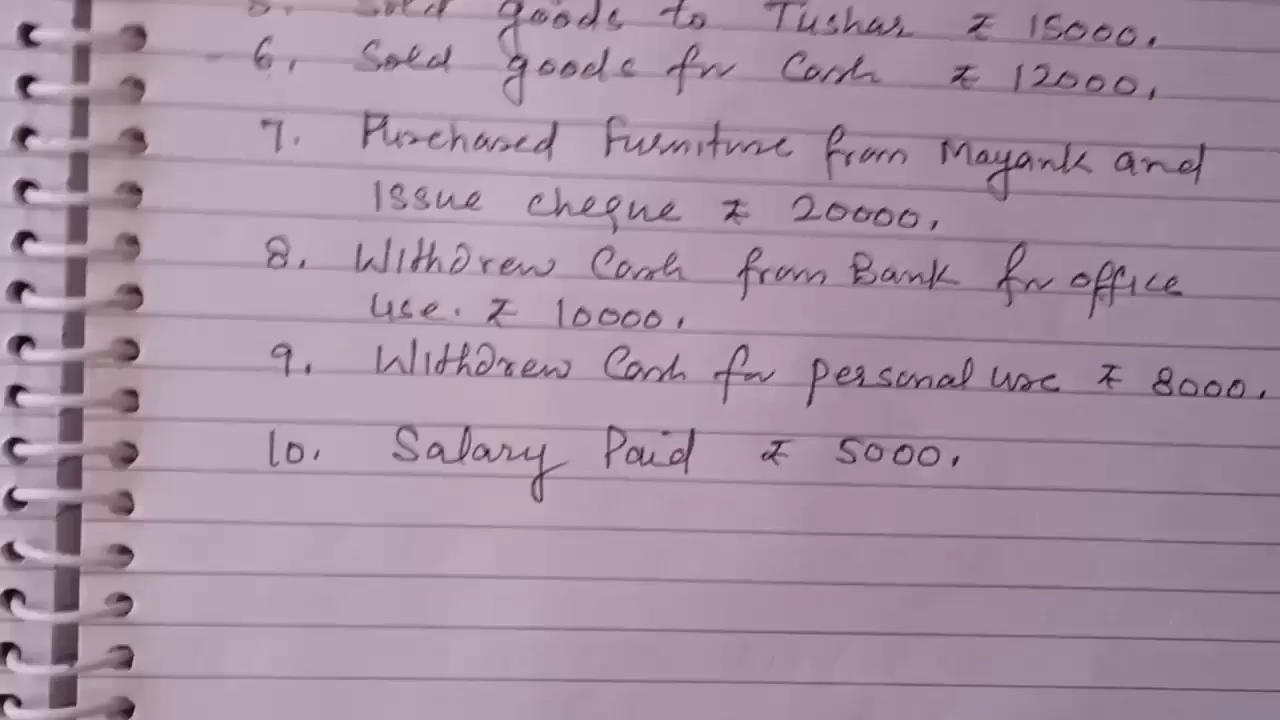 5. Sold goods to Tushar ₹ 15000.
6. Sold goods for Cash ₹ 12000.
7. Purchased Furniture from Mayank and
Issue cheque ₹ 20000.
8. Withdrew Cash from Bank for office
use. ₹ 10000.
9. Withdrew Cash for personal use ₹ 8000.
10. Salary Paid ₹ 5000.